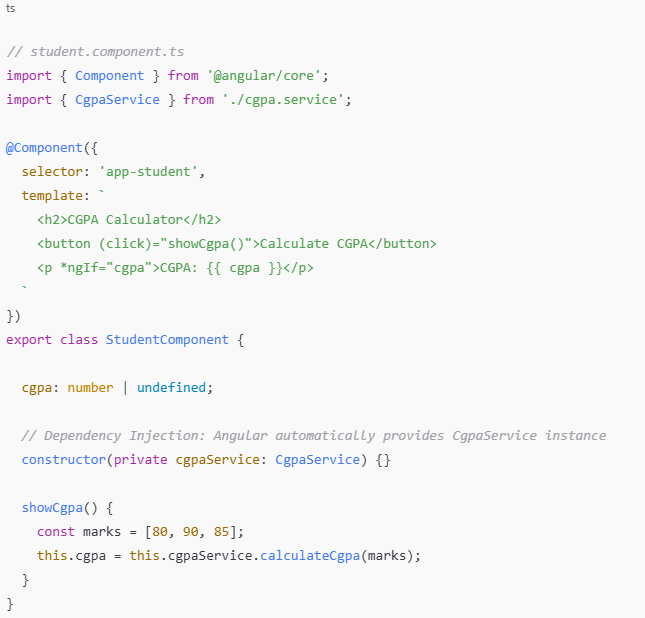 ts
// student.component.ts
import { Component } from '@angular/core';
import { CgpaService } from './cgpa.service';
@Component({
  selector: 'app-student',
  template: `
    <h2>CGPA Calculator</h2>
    <button (click)="showCgpa()">Calculate CGPA</button>
    <p *ngIf="cgpa">CGPA: {{ cgpa }}</p>
  `
})
export class StudentComponent {
  cgpa: number | undefined;
  // Dependency Injection: Angular automatically provides CgpaService instance
  constructor(private cgpaService: CgpaService) {}
  showCgpa() {
    const marks = [80, 90, 85];
    this.cgpa = this.cgpaService.calculateCgpa(marks);
  }
}